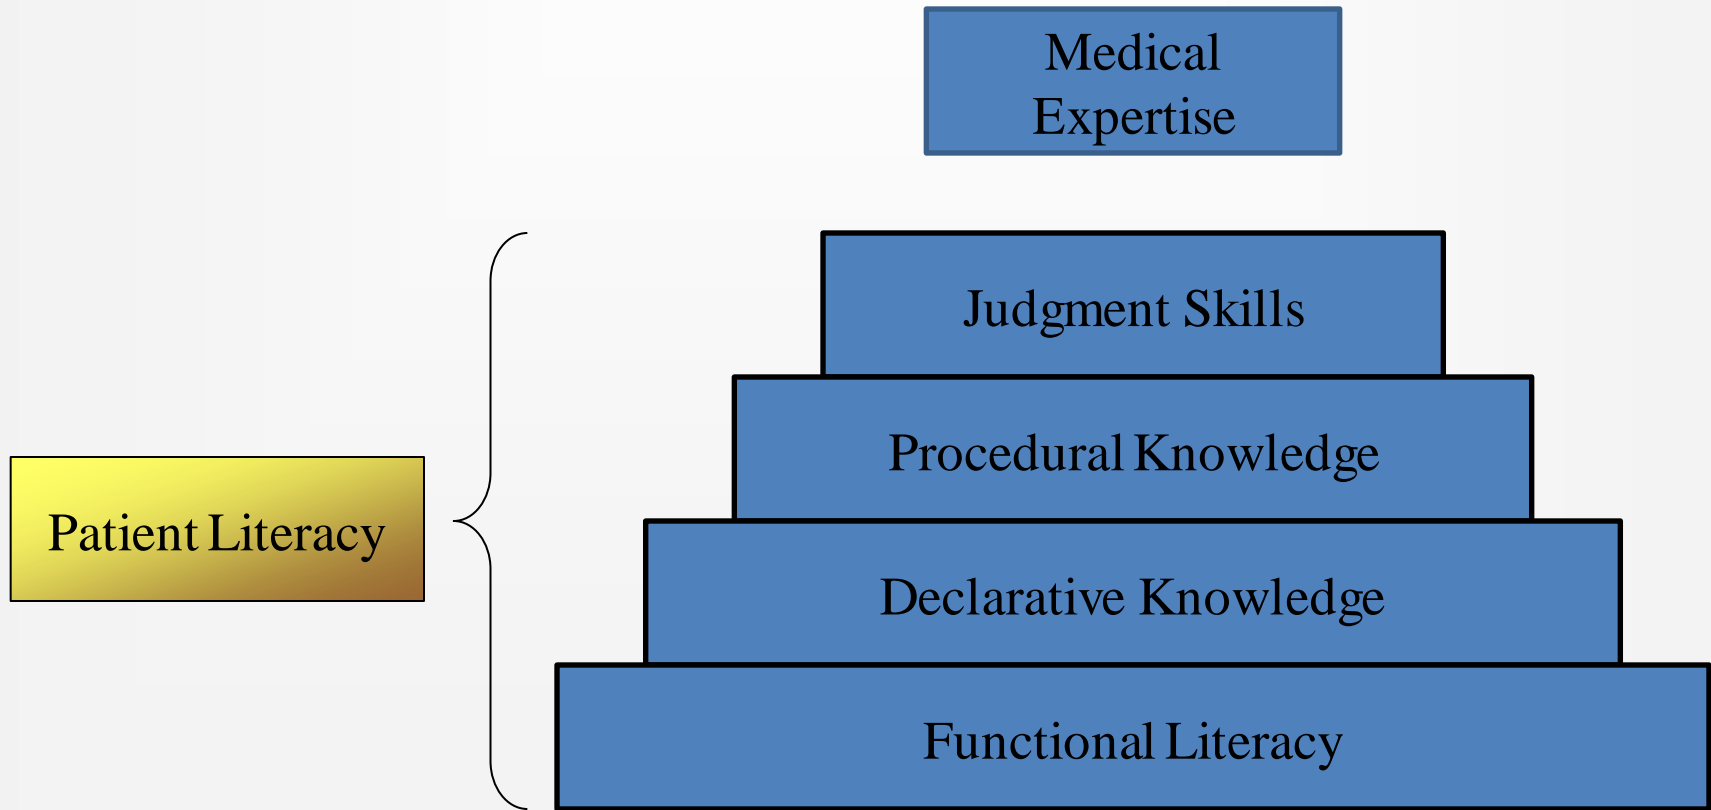 Medical
Expertise
Judgment Skills
Procedural Knowledge
Patient Literacy
Declarative Knowledge
Functional Literacy